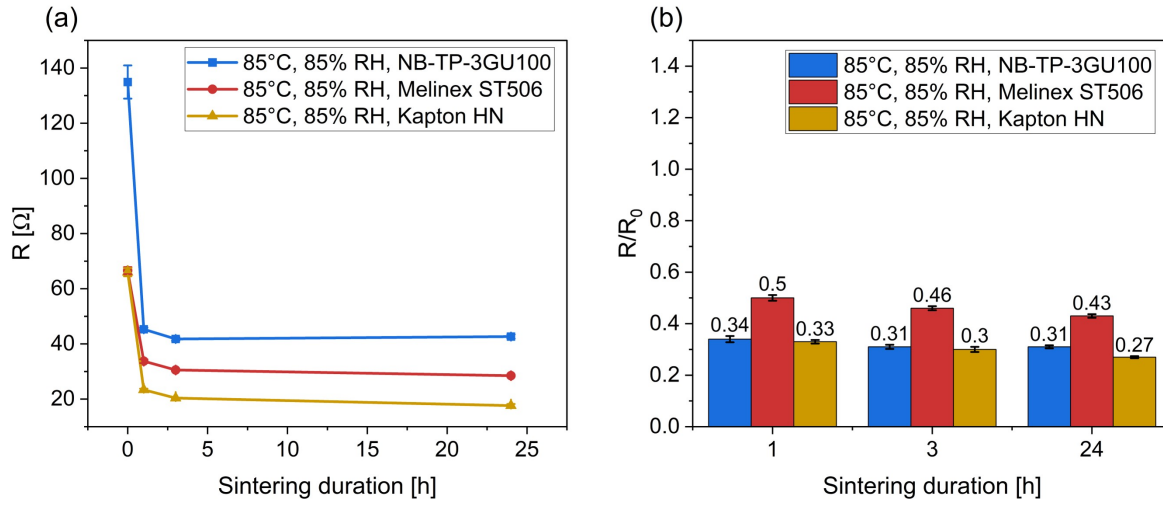 (a)
85°C, 85% RH, NB-TP-3GU100
85°C, 85% RH, Melinex ST506
85°C, 85% RH, Kapton HN
R [Ω]
140
120
100
80
60
40
20
0
5
10
15
20
25
Sintering duration [h]
(b)
85°C, 85% RH, NB-TP-3GU100
85°C, 85% RH, Melinex ST506
85°C, 85% RH, Kapton HN
R/R₀
1.4
1.2
1.0
0.8
0.6
0.4
0.2
0.0
0.34
0.5
0.33
0.31
0.46
0.3
0.31
0.43
0.27
1
3
24
Sintering duration [h]